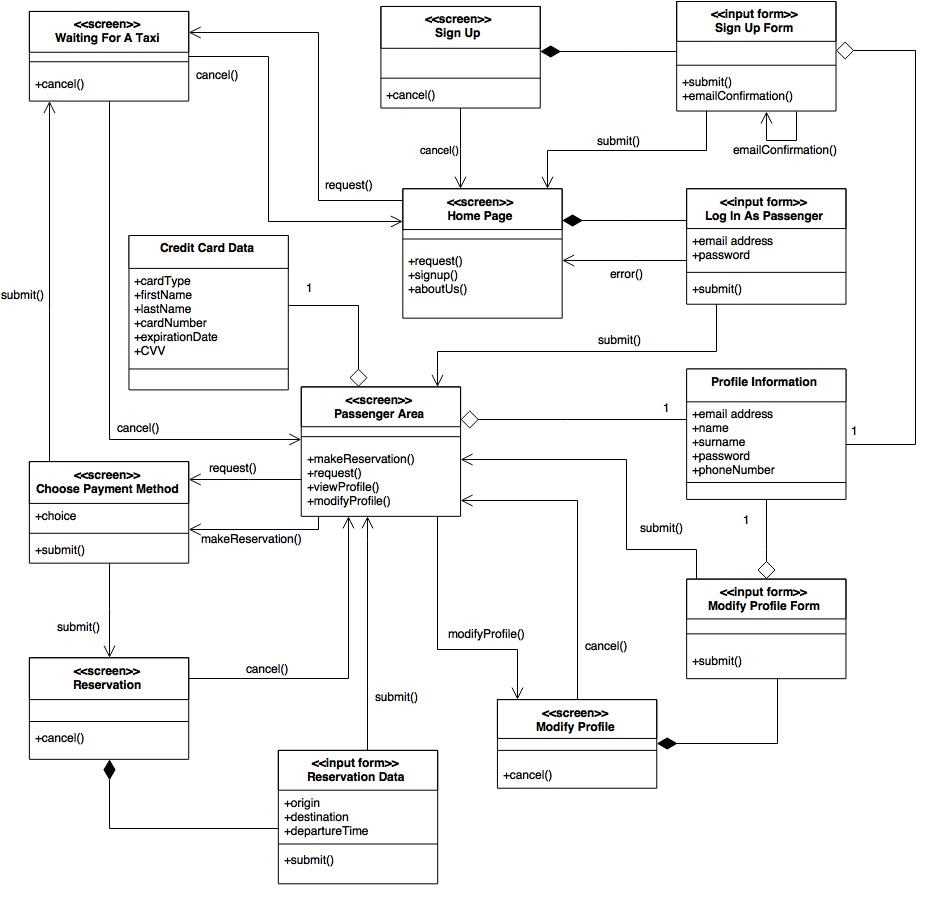 <<screen>>
Waiting For A Taxi
+cancel()
<<screen>>
Sign Up
+cancel()
<<input form>>
Sign Up Form
+submit()
+emailConfirmation()
cancel()
cancel()
submit()
emailConfirmation()
request()
<<screen>>
Home Page
+request()
+signup()
+aboutUs()
<<input form>>
Log In As Passenger
+email address
+password
+submit()
error()
Credit Card Data
+cardType
+firstName
+lastName
+cardNumber
+expirationDate
+CVV
1
submit()
submit()
<<screen>>
Passenger Area
+makeReservation()
+request()
+viewProfile()
+modifyProfile()
1
Profile Information
+email address
+name
+surname
+password
+phoneNumber
1
cancel()
request()
makeReservation()
<<screen>>
Choose Payment Method
+choice
+submit()
submit()
1
<<input form>>
Modify Profile Form
+submit()
submit()
modifyProfile()
cancel()
<<screen>>
Reservation
+cancel()
cancel()
submit()
<<screen>>
Modify Profile
+cancel()
<<input form>>
Reservation Data
+origin
+destination
+departureTime
+submit()